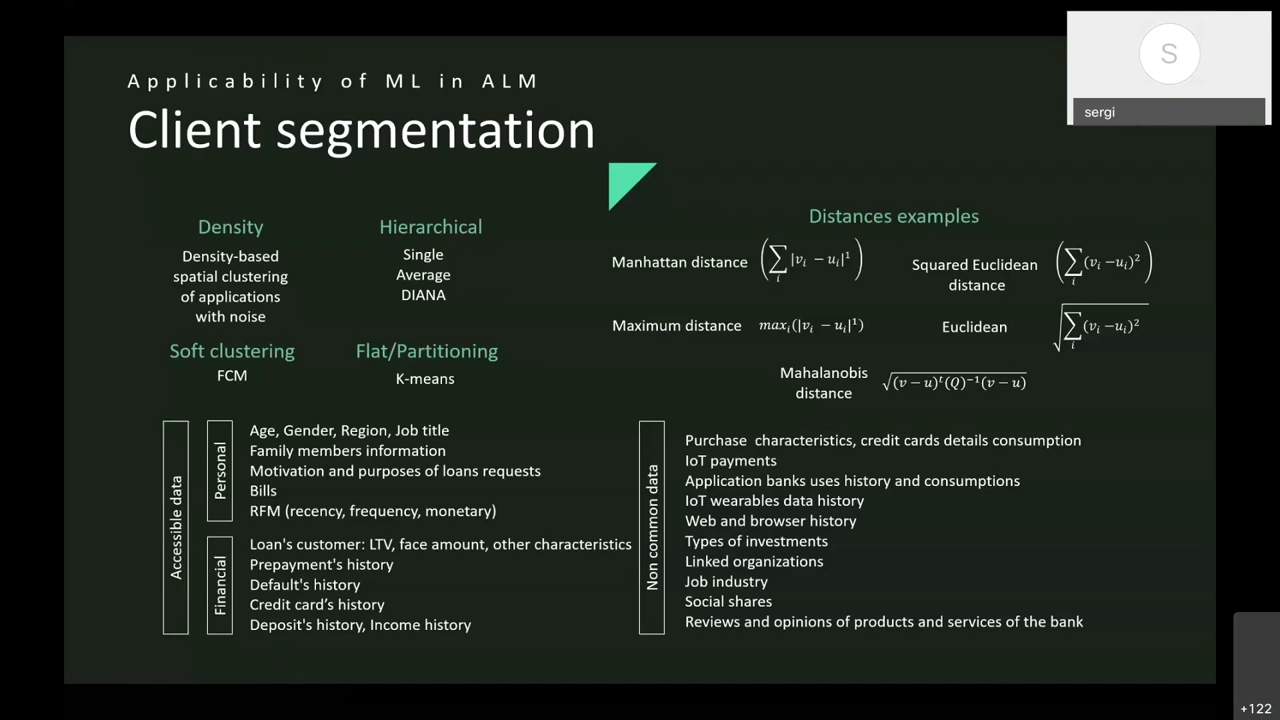 Applicability of ML in ALM
Client segmentation
S
sergi
Density
Density-based
spatial clustering
of applications
with noise
Hierarchical
Single
Average
DIANA
Soft clustering
FCM
Flat/Partitioning
K-means
Distances examples
Manhattan distance (∑i |vi − ui|¹)
Squared Euclidean
distance (∑i (vi −ui)²)
Maximum distance maxi(|vi − ui|¹)
Euclidean √∑i (vi −ui)²
Mahalanobis
distance √(v − u)ᵗ(Q)⁻¹(v − u)
Accessible data
Personal
Age, Gender, Region, Job title
Family members information
Motivation and purposes of loans requests
Bills
RFM (recency, frequency, monetary)
Financial
Loan's customer: LTV, face amount, other characteristics
Prepayment's history
Default's history
Credit card’s history
Deposit's history, Income history
Non common data
Purchase characteristics, credit cards details consumption
IoT payments
Application banks uses history and consumptions
IoT wearables data history
Web and browser history
Types of investments
Linked organizations
Job industry
Social shares
Reviews and opinions of products and services of the bank
+122